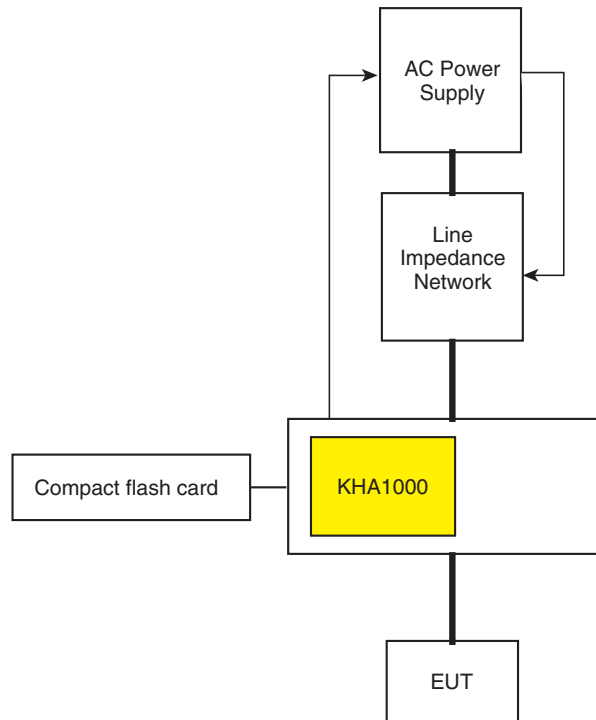 AC Power
Supply
Line
Impedance
Network
Compact flash card
KHA1000
EUT